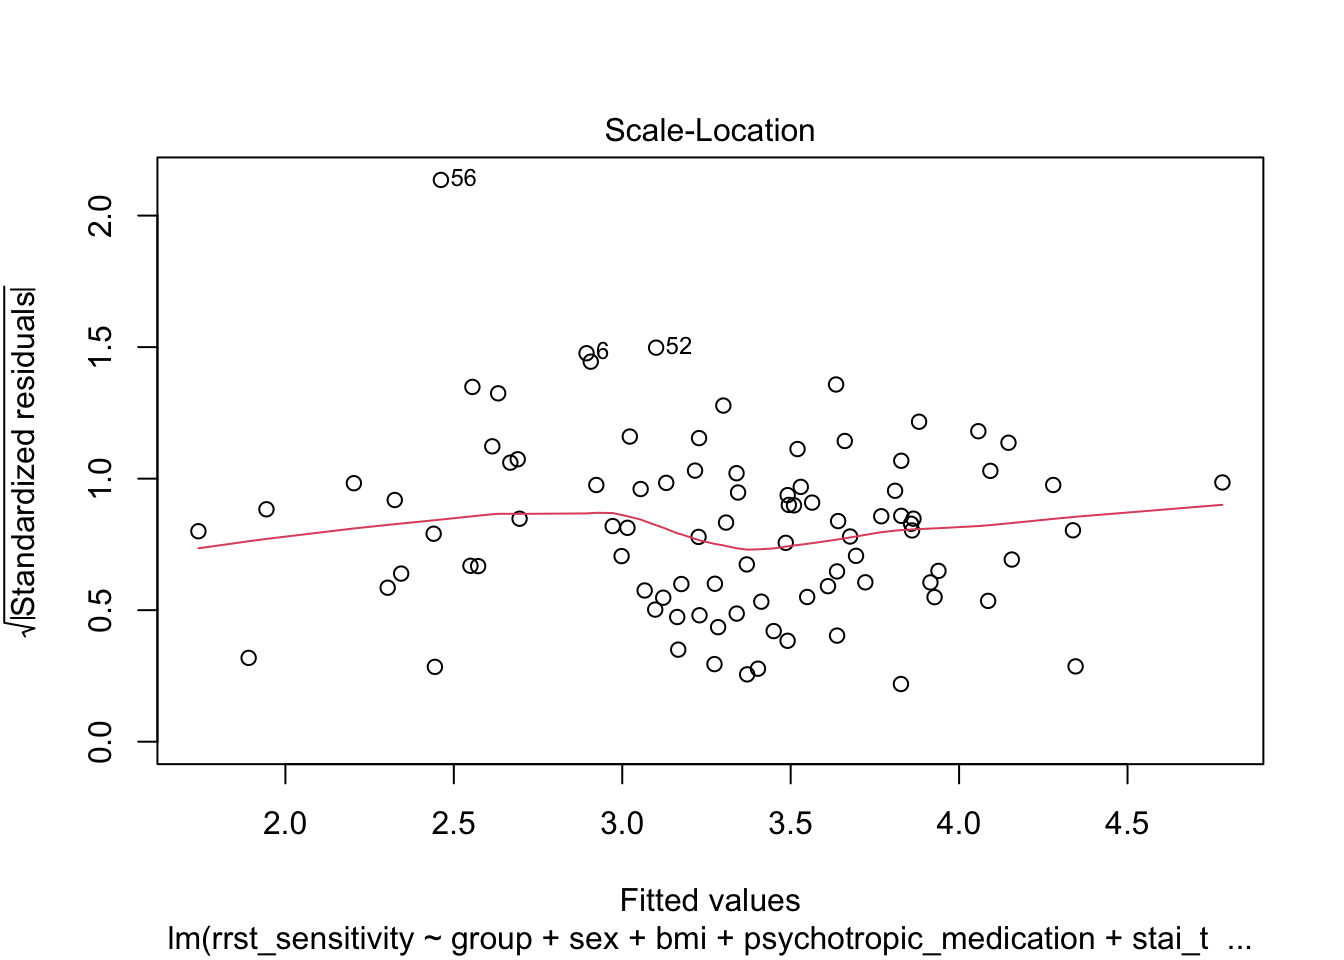 Scale-Location
√|Standardized residuals|
0.0 0.5 1.0 1.5 2.0
56
6
52
2.0 2.5 3.0 3.5 4.0 4.5
Fitted values
lm(rrst_sensitivity ~ group + sex + bmi + psychotropic_medication + stai_t ...